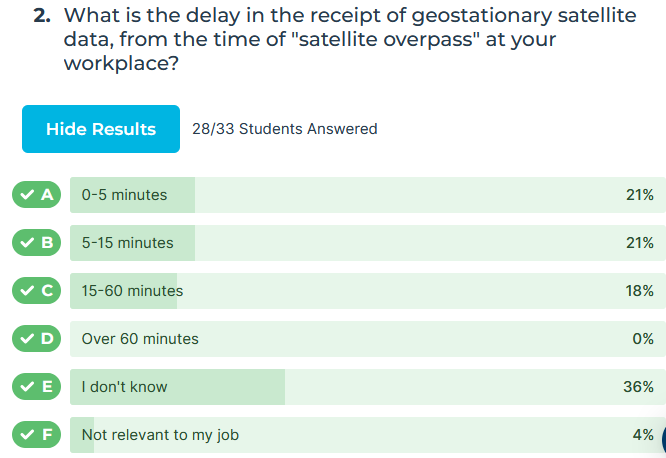 2. What is the delay in the receipt of geostationary satellite
data, from the time of "satellite overpass" at your
workplace?
Hide Results 28/33 Students Answered
A 0-5 minutes 21%
B 5-15 minutes 21%
C 15-60 minutes 18%
D Over 60 minutes 0%
E I don't know 36%
F Not relevant to my job 4%